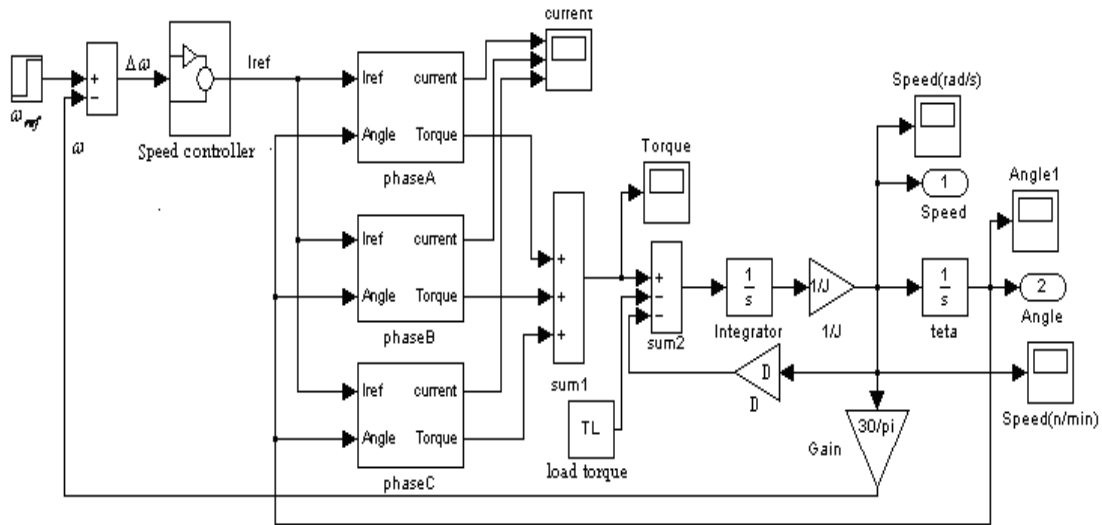 current
ω_ref
+
−
ω
Δω
Speed controller
Iref
Iref
current
Angle
Torque
phaseA
Iref
current
Angle
Torque
phaseB
Iref
current
Angle
Torque
phaseC
+
+
+
sum1
Torque
TL
load torque
+
−
−
sum2
1
s
Integrator
1/J
1/J
D
D
Speed(rad/s)
1
Speed
1
s
teta
Angle1
2
Angle
Speed(n/min)
30/pi
Gain